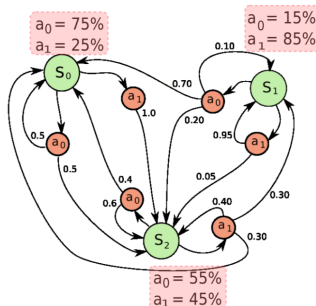 a0 = 75%
a1 = 25%
a0 = 15%
a1 = 85%
0.10
S0
S1
0.70
a1
a0
1.0
0.20
0.5
a0
0.95
a1
0.5
0.4
0.05
a0
0.6
0.40
0.30
S2
a1
0.30
a0 = 55%
a1 = 45%